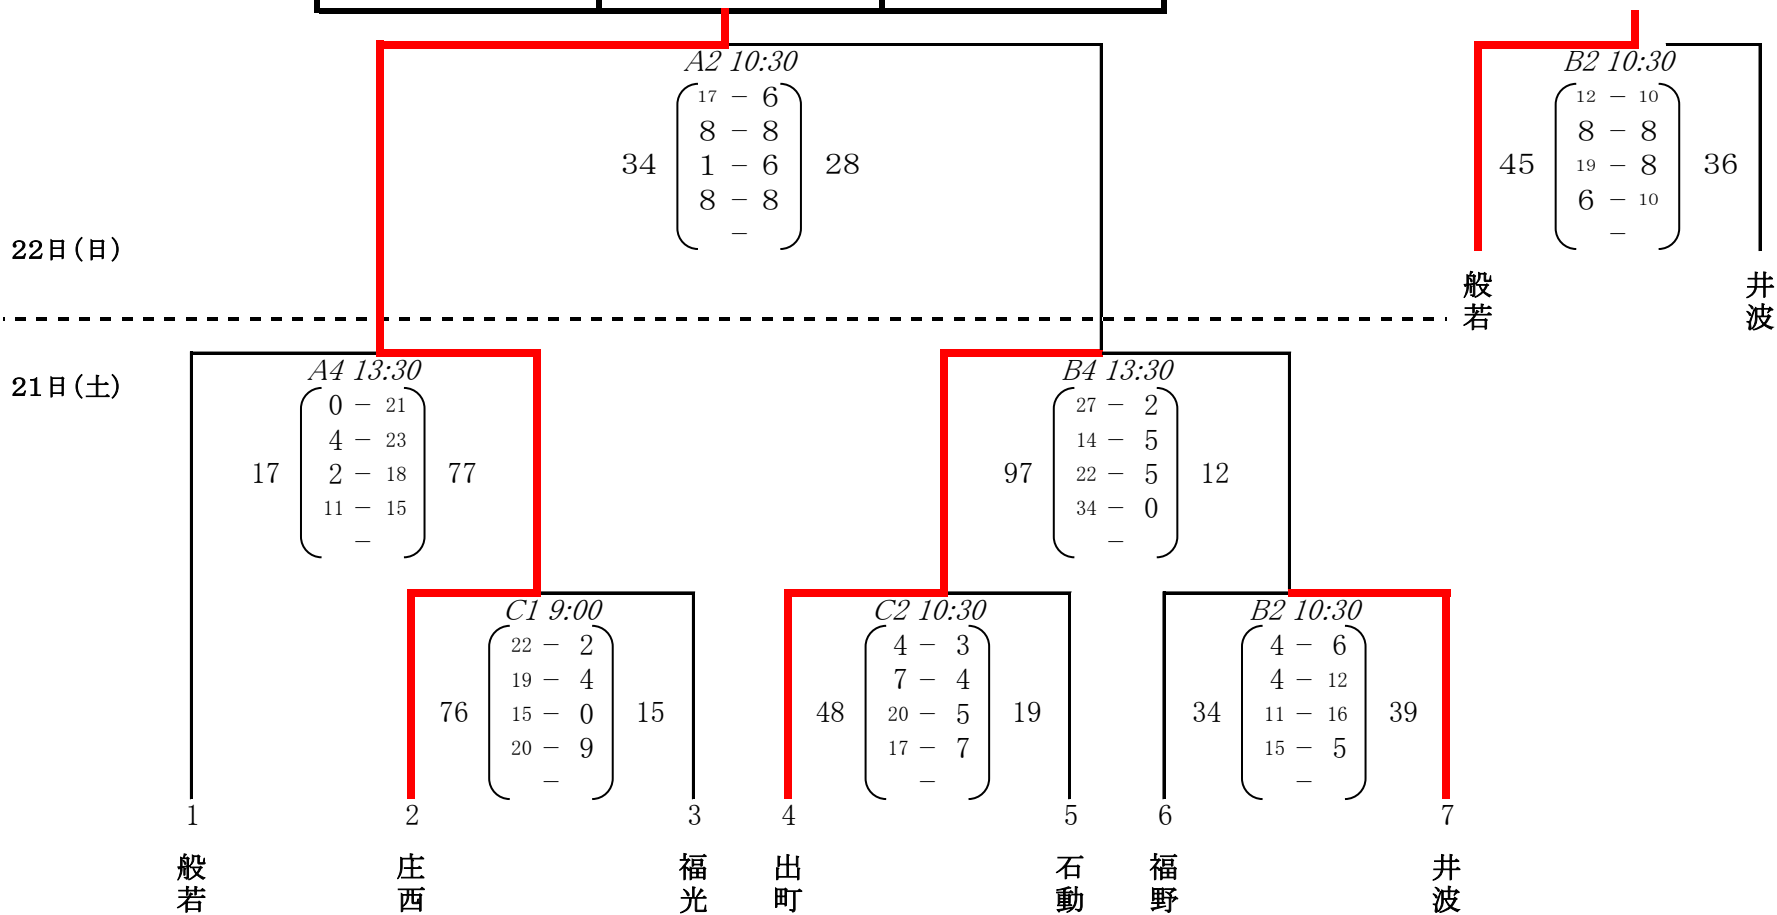 A2 10:30
17 - 6
8 - 8
34 1 - 6 28
8 - 8
-
B2 10:30
12 - 10
8 - 8
45 19 - 8 36
6 - 10
-
般若
井波
22日(日)
21日(土)
A4 13:30
0 - 21
4 - 23
17 2 - 18 77
11 - 15
-
B4 13:30
27 - 2
14 - 5
97 22 - 5 12
34 - 0
-
C1 9:00
22 - 2
19 - 4
76 15 - 0 15
20 - 9
-
C2 10:30
4 - 3
7 - 4
48 20 - 5 19
17 - 7
-
B2 10:30
4 - 6
4 - 12
34 11 - 16 39
15 - 5
-
1 2 3 4 5 6 7
般若
庄西
福光
出町
石動
福野
井波